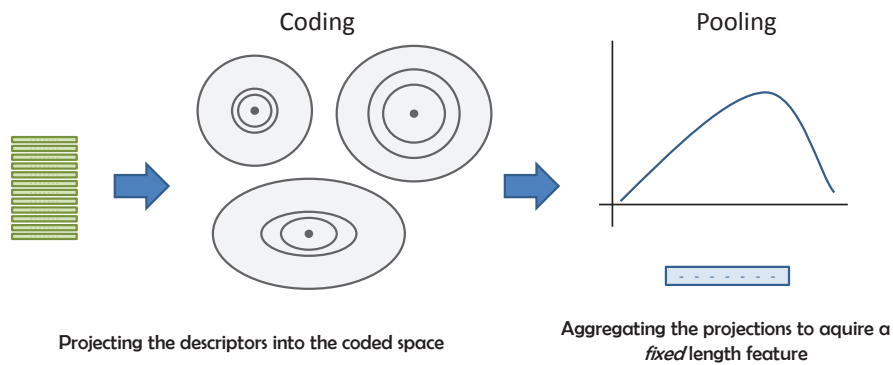 Coding
Pooling
Projecting the descriptors into the coded space
Aggregating the projections to aquire a
fixed length feature